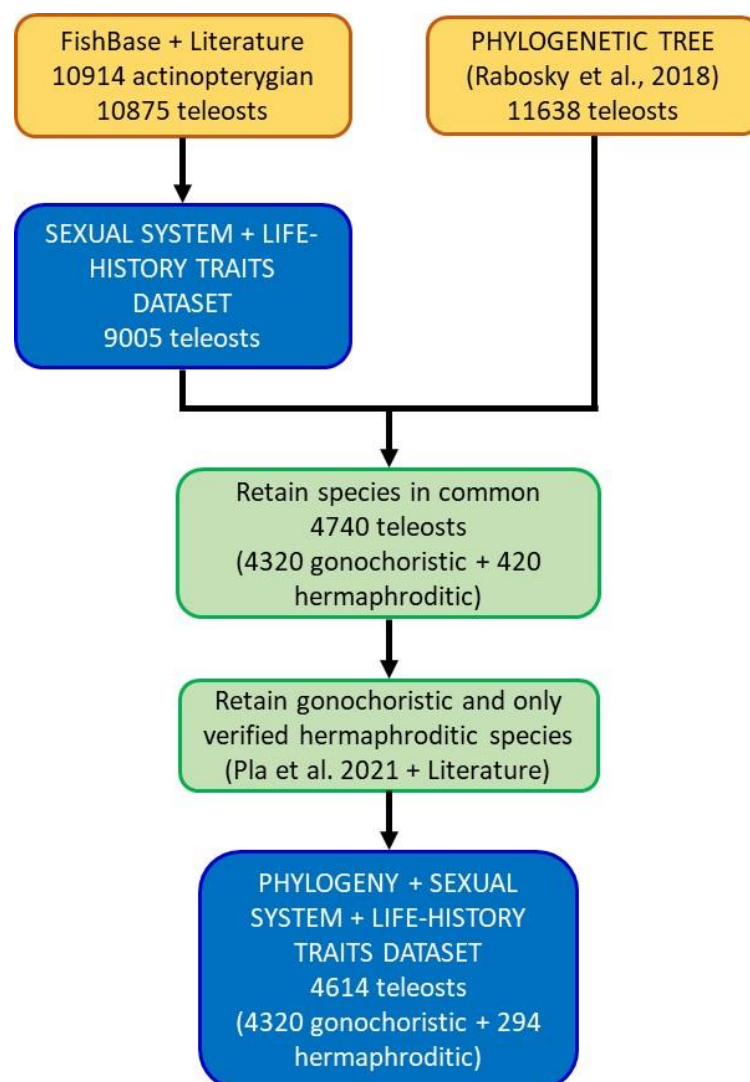 FishBase + Literature
10914 actinopterygian
10875 teleosts
PHYLOGENETIC TREE
(Rabosky et al., 2018)
11638 teleosts
SEXUAL SYSTEM + LIFE-
HISTORY TRAITS
DATASET
9005 teleosts
Retain species in common
4740 teleosts
(4320 gonochoristic + 420
hermaphroditic)
Retain gonochoristic and only
verified hermaphroditic species
(Pla et al. 2021 + Literature)
PHYLOGENY + SEXUAL
SYSTEM + LIFE-HISTORY
TRAITS DATASET
4614 teleosts
(4320 gonochoristic + 294
hermaphroditic)